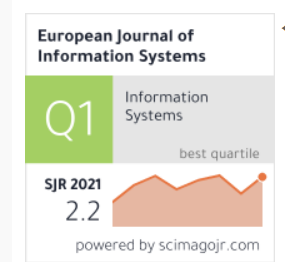 European Journal of
Information Systems
Q1
Information
Systems
best quartile
SJR 2021
2.2
powered by scimagojr.com